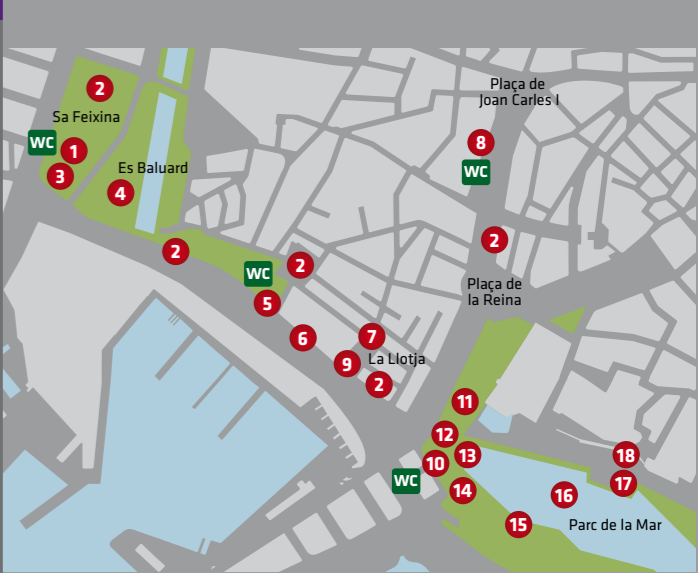 Plaça de
Joan Carles I
2
Sa Feixina
WC
1
8
3
Es Baluard
WC
4
2
2
WC
2
Plaça de
la Reina
5
6
7
9
La Llotja
2
11
12
13
18
10
WC
17
14
16
15
Parc de la Mar